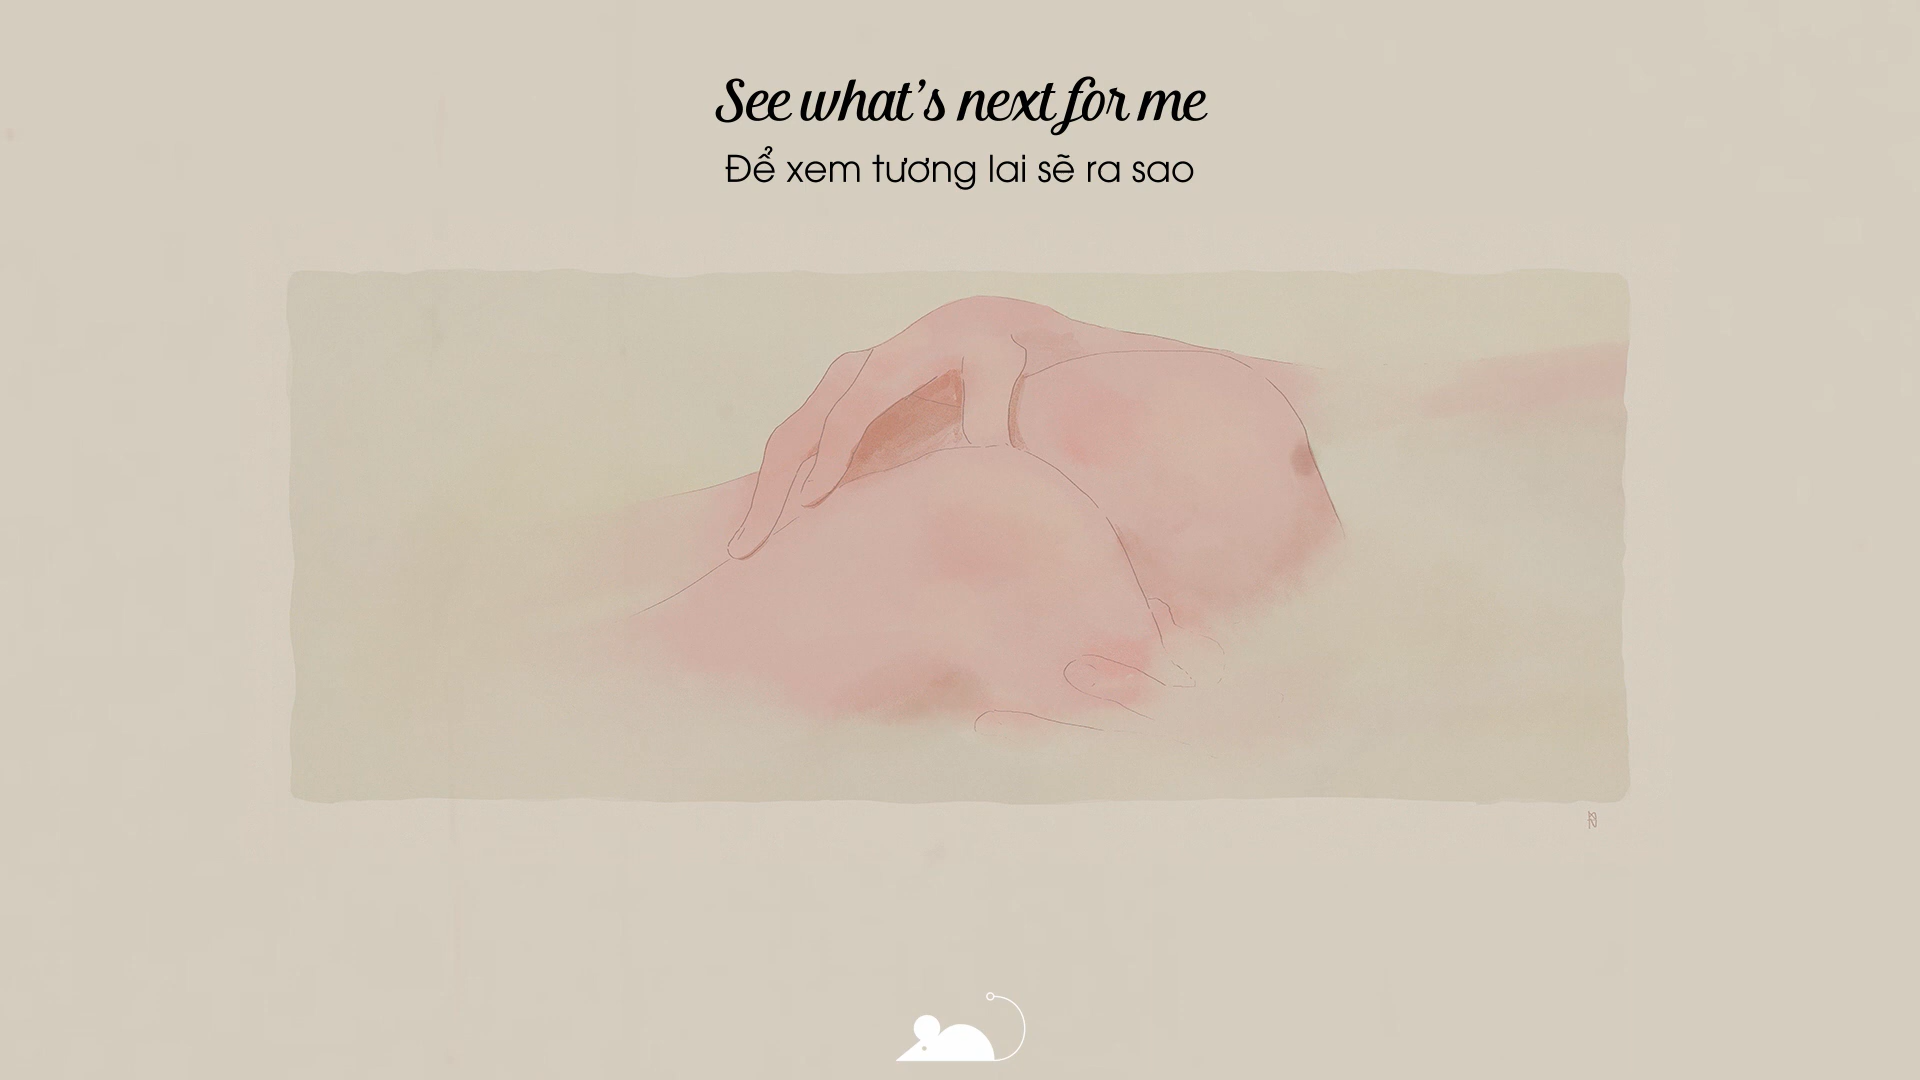 See what's next for me
Để xem tương lai sẽ ra sao